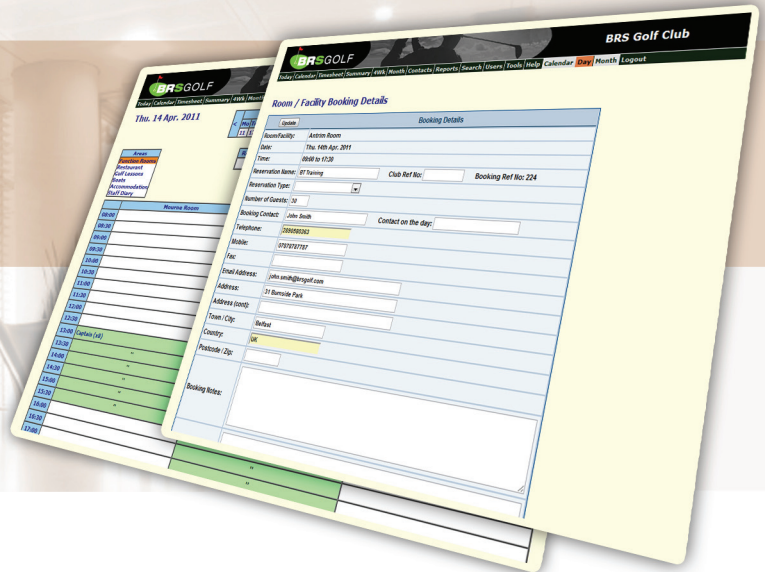 BRSGOLF
BRS Golf Club
Today Calendar Timesheet Summary 4Wk Month Contacts Reports Search Users Tools Help Calendar Day Month Logout
Room / Facility Booking Details
Update
Booking Details
Room/Facility: Antrim Room
Date: Thu. 14th Apr. 2011
Time: 09:00 to 17:30
Reservation Name: BT Training Club Ref No: Booking Ref No: 224
Reservation Type:
Number of Guests: 30
Booking Contact: John Smith Contact on the day:
Telephone: 2890580363
Mobile: 07878787787
Fax:
Email Address: john.smith@brsgolf.com
Address: 31 Burnside Park
Address (cont):
Town / City: Belfast
Country: UK
Postcode / Zip:
Booking Notes:
BRSGOLF
Today Calendar Timesheet Summary 4Wk Month
Thu. 14 Apr. 2011
Areas
Function Rooms
Restaurant
Golf Lessons
Boats
Accommodation
Staff Diary
Mourne Room
08:00
08:30
09:00
09:30
10:00
10:30
11:00
11:30
12:00
12:30
13:00 Captain (x8)
13:30 "
14:00 "
14:30 "
15:00 "
15:30 "
16:00
16:30
17:00